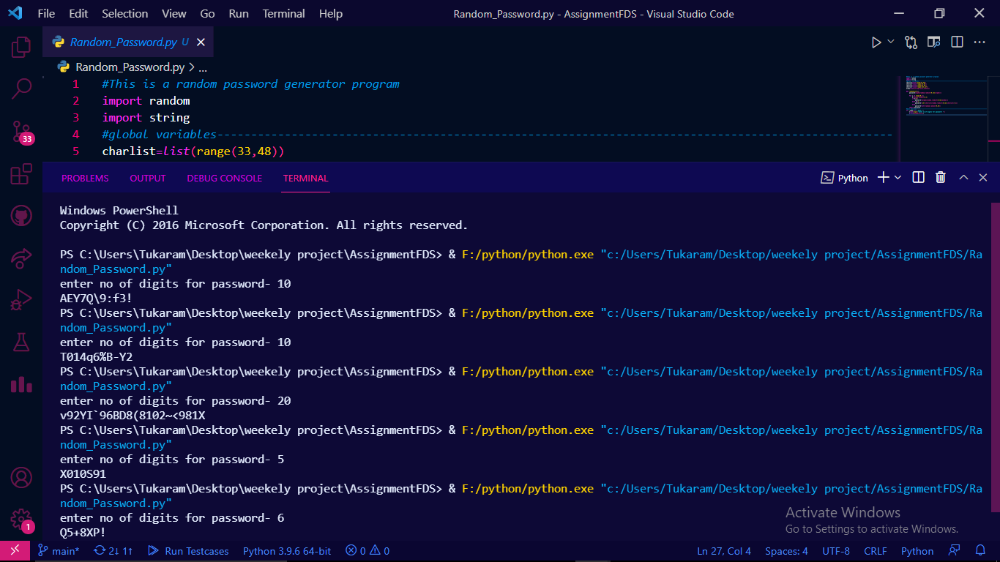 File Edit Selection View Go Run Terminal Help
Random_Password.py - AssignmentFDS - Visual Studio Code
Random_Password.py U
Random_Password.py > ...
1 #This is a random password generator program
2 import random
3 import string
4 #global variables-----------------------------------------------------------------------------------------------------
5 charlist=list(range(33,48))
33
PROBLEMS OUTPUT DEBUG CONSOLE TERMINAL
Python
Windows PowerShell
Copyright (C) 2016 Microsoft Corporation. All rights reserved.
PS C:\Users\Tukaram\Desktop\weekely project\AssignmentFDS> & F:/python/python.exe "c:/Users/Tukaram/Desktop/weekely project/AssignmentFDS/Ra
ndom_Password.py"
enter no of digits for password- 10
AEY7Q\9:f3!
PS C:\Users\Tukaram\Desktop\weekely project\AssignmentFDS> & F:/python/python.exe "c:/Users/Tukaram/Desktop/weekely project/AssignmentFDS/Ra
ndom_Password.py"
enter no of digits for password- 10
T014q6%B-Y2
PS C:\Users\Tukaram\Desktop\weekely project\AssignmentFDS> & F:/python/python.exe "c:/Users/Tukaram/Desktop/weekely project/AssignmentFDS/Ra
ndom_Password.py"
enter no of digits for password- 20
v92YI`96BD8(8102~<981X
PS C:\Users\Tukaram\Desktop\weekely project\AssignmentFDS> & F:/python/python.exe "c:/Users/Tukaram/Desktop/weekely project/AssignmentFDS/Ra
ndom_Password.py"
enter no of digits for password- 5
X010S91
PS C:\Users\Tukaram\Desktop\weekely project\AssignmentFDS> & F:/python/python.exe "c:/Users/Tukaram/Desktop/weekely project/AssignmentFDS/Ra
ndom_Password.py"
enter no of digits for password- 6
Q5+8XP!
Activate Windows
Go to Settings to activate Windows.
1
main* 2↓ 1↑ Run Testcases Python 3.9.6 64-bit 0 0 Ln 27, Col 4 Spaces: 4 UTF-8 CRLF Python